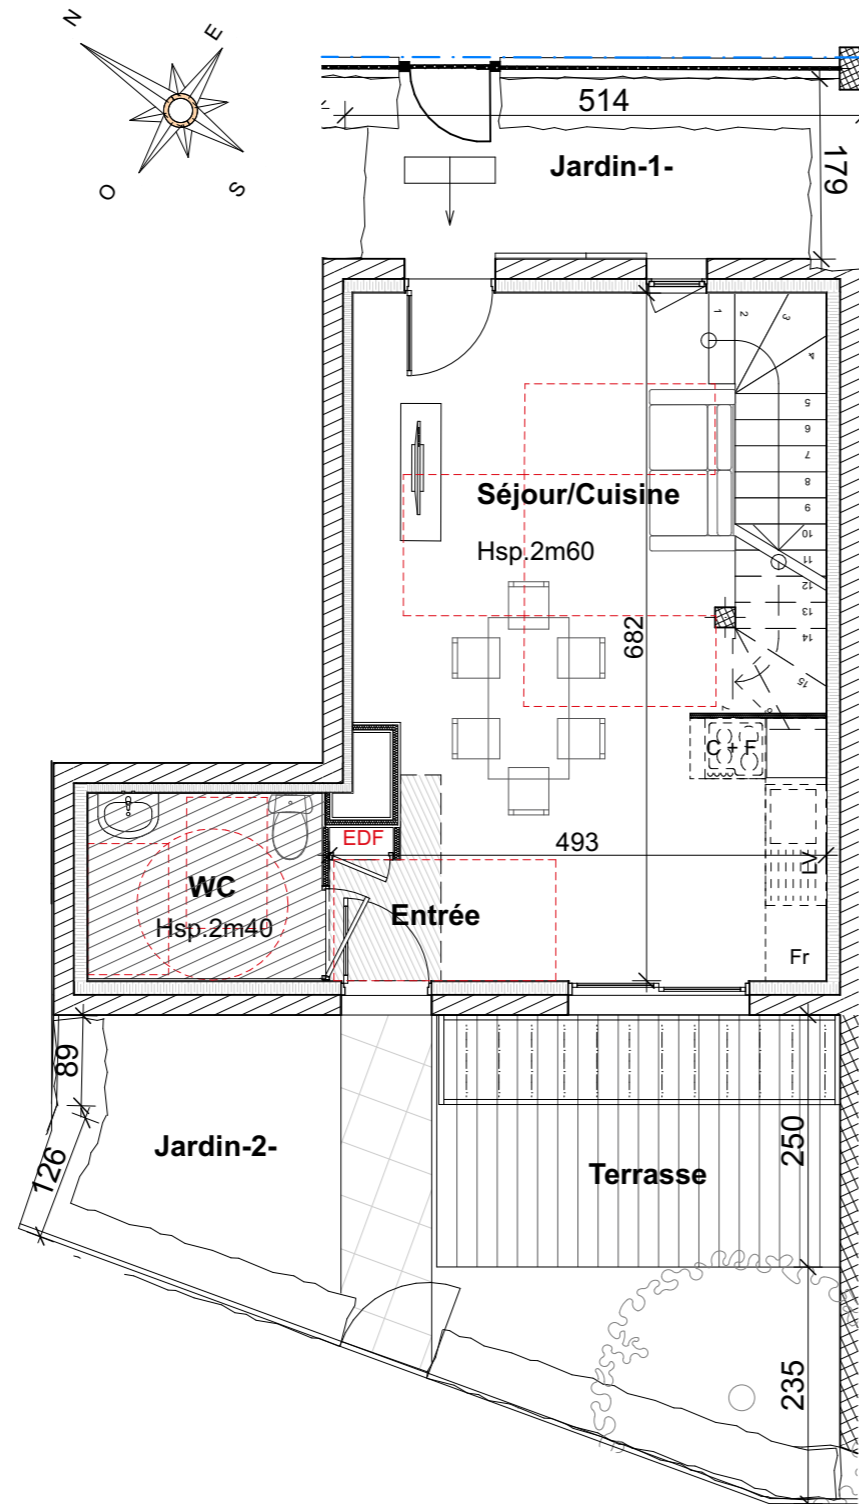 N
E
O
S
514
Jardin-1-
179
1
2
3
4
5
6
7
8
9
10
11
12
13
14
15
Séjour/Cuisine
Hsp.2m60
682
C + F
EDF
493
LV
WC
Hsp.2m40
Entrée
Fr
89
126
Jardin-2-
250
Terrasse
235